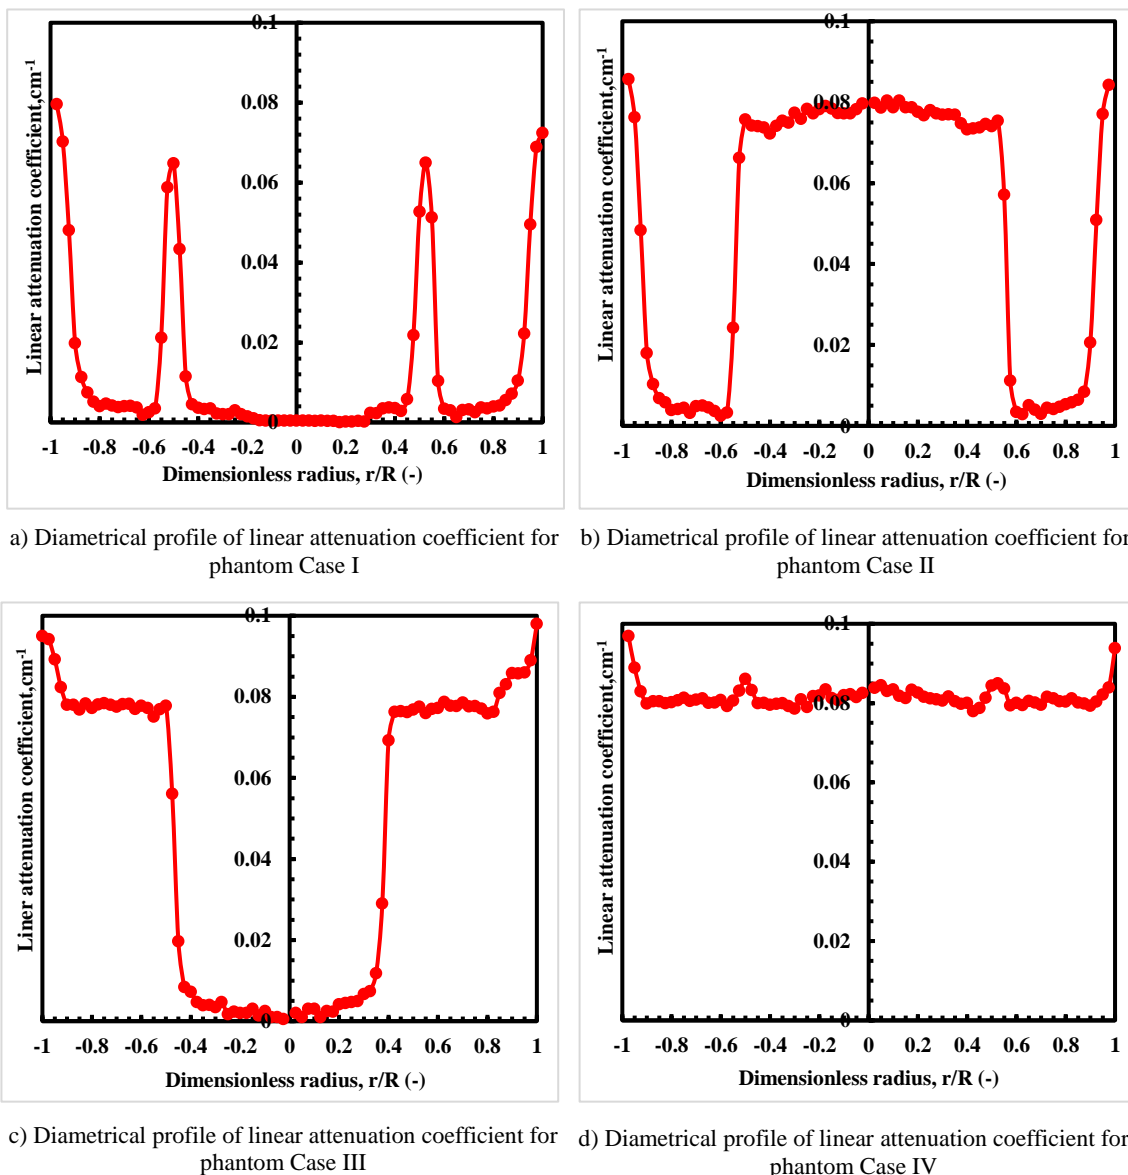 0.1
0.08
0.06
0.04
0.02
0
-1 -0.8 -0.6 -0.4 -0.2 0 0.2 0.4 0.6 0.8 1
Linear attenuation coefficient,cm-1
Dimensionless radius, r/R (-)
a) Diametrical profile of linear attenuation coefficient for
phantom Case I
0.1
0.08
0.06
0.04
0.02
0
-1 -0.8 -0.6 -0.4 -0.2 0 0.2 0.4 0.6 0.8 1
Linear attenuation coefficient,cm-1
Dimensionless radius, r/R (-)
b) Diametrical profile of linear attenuation coefficient for
phantom Case II
0.1
0.08
0.06
0.04
0.02
0
-1 -0.8 -0.6 -0.4 -0.2 0 0.2 0.4 0.6 0.8 1
Liner attenuation coefficient,cm-1
Dimensionless radius, r/R (-)
c) Diametrical profile of linear attenuation coefficient for
phantom Case III
0.1
0.08
0.06
0.04
0.02
0
-1 -0.8 -0.6 -0.4 -0.2 0 0.2 0.4 0.6 0.8 1
Linear attenuation coefficient,cm-1
Dimensionless radius, r/R (-)
d) Diametrical profile of linear attenuation coefficient for
phantom Case IV